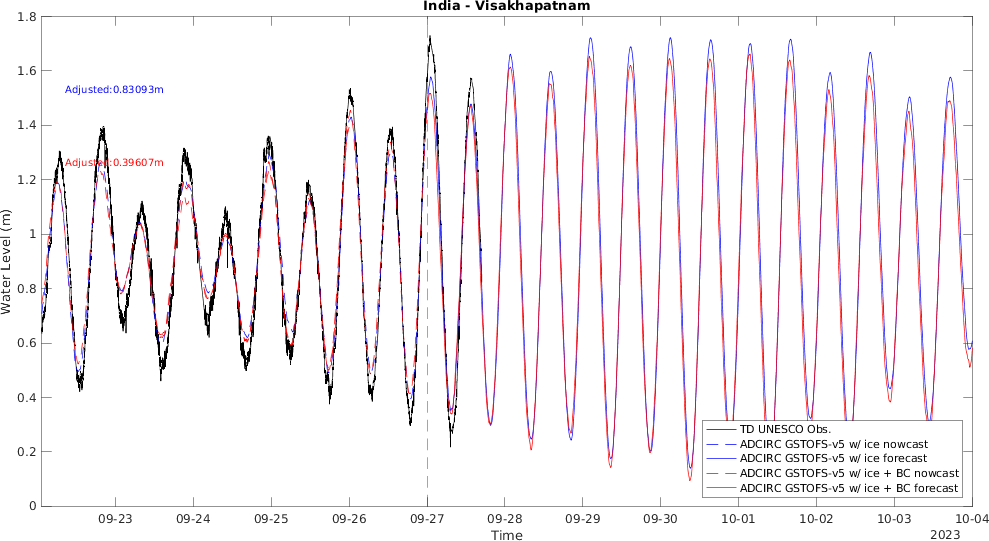 India - Visakhapatnam
1.8
1.6
1.4
1.2
1
0.8
0.6
0.4
0.2
0
Water Level (m)
Adjusted:0.83093m
Adjusted:0.39607m
TD UNESCO Obs.
ADCIRC GSTOFS-v5 w/ ice nowcast
ADCIRC GSTOFS-v5 w/ ice forecast
ADCIRC GSTOFS-v5 w/ ice + BC nowcast
ADCIRC GSTOFS-v5 w/ ice + BC forecast
09-23 09-24 09-25 09-26 09-27 09-28 09-29 09-30 10-01 10-02 10-03 10-04
2023
Time